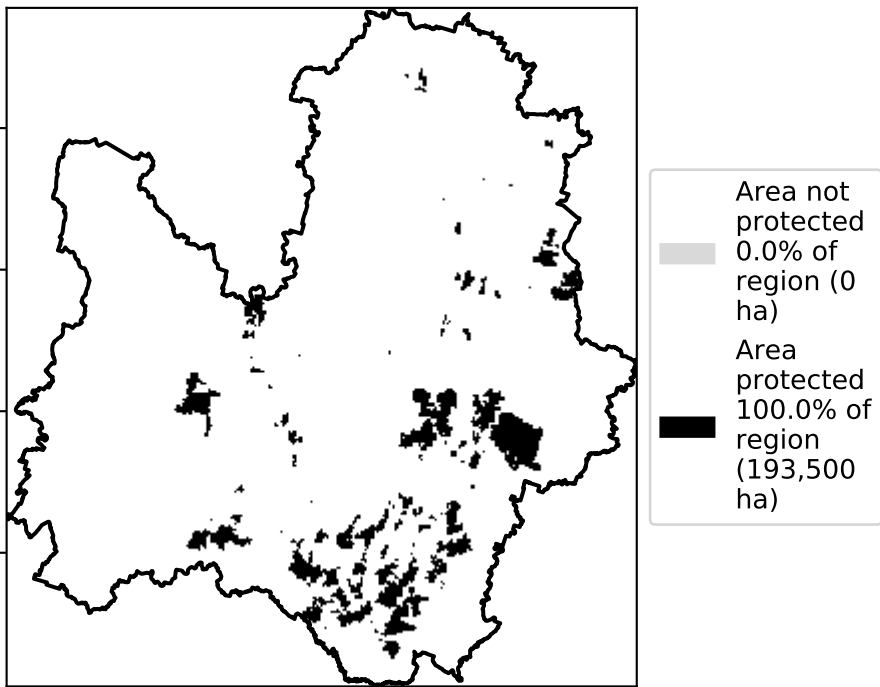 Area not
protected
0.0% of
region (0
ha)
Area
protected
100.0% of
region
(193,500
ha)